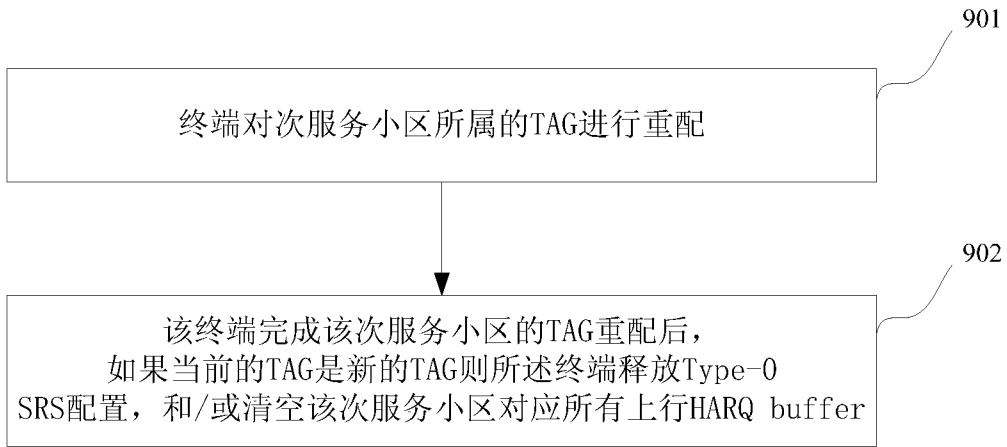 901
终端对次服务小区所属的TAG进行重配
902
该终端完成该次服务小区的TAG重配后，
如果当前的TAG是新的TAG则所述终端释放Type-0
SRS配置，和/或清空该次服务小区对应所有上行HARQ buffer